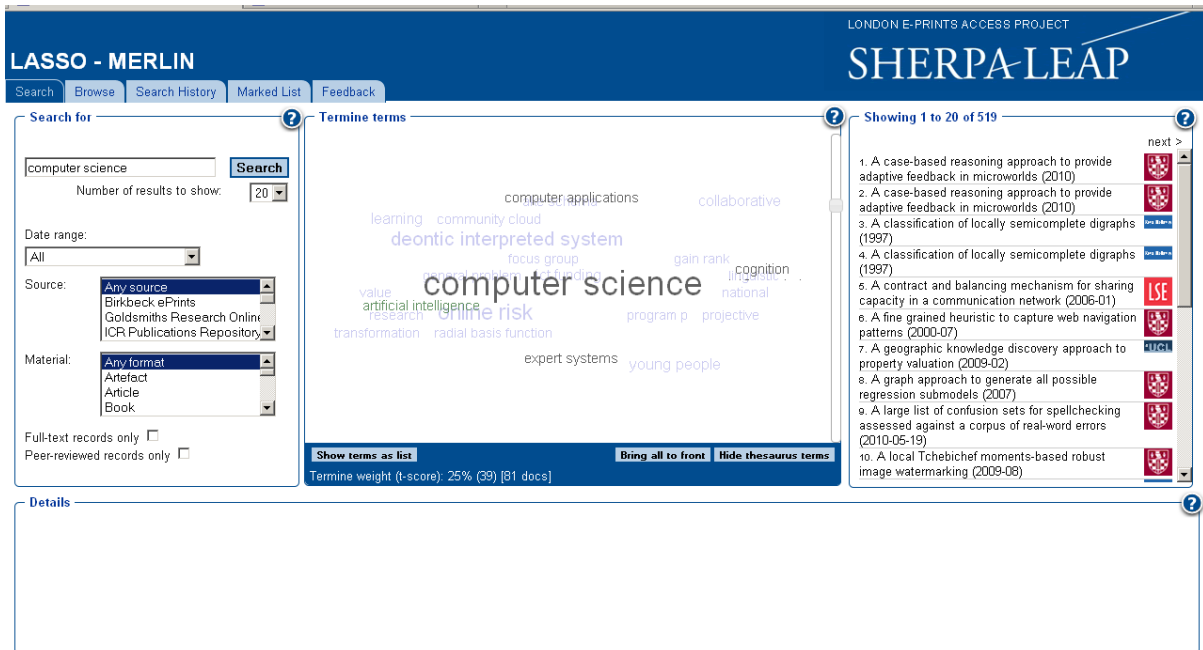 LONDON E-PRINTS ACCESS PROJECT
SHERPA-LEAP
LASSO - MERLIN
Search Browse Search History Marked List Feedback
Search for ?
computer science Search
Number of results to show: 20
Date range:
All
Source: Any source
Birkbeck ePrints
Goldsmiths Research Online
ICR Publications Repository
Material: Any format
Artefact
Article
Book
Full-text records only
Peer-reviewed records only
Termine terms ?
computer applications
collaborative
learning community cloud
deontic interpreted system
focus group gain rank
general problem funding linguistic cognition
computer science
value national
artificial intelligence
research online risk program p projective
transformation radial basis function
expert systems
young people
Show terms as list Bring all to front Hide thesaurus terms
Termine weight (t-score): 25% (39) [81 docs]
Showing 1 to 20 of 519 ?
next >
1. A case-based reasoning approach to provide
adaptive feedback in microworlds (2010)
2. A case-based reasoning approach to provide
adaptive feedback in microworlds (2010)
3. A classification of locally semicomplete digraphs
(1997)
4. A classification of locally semicomplete digraphs
(1997)
5. A contract and balancing mechanism for sharing
capacity in a communication network (2006-01)
LSE
6. A fine grained heuristic to capture web navigation
patterns (2000-07)
7. A geographic knowledge discovery approach to
property valuation (2009-02)
UCL
8. A graph approach to generate all possible
regression submodels (2007)
9. A large list of confusion sets for spellchecking
assessed against a corpus of real-word errors
(2010-05-19)
10. A local Tchebichef moments-based robust
image watermarking (2009-08)
Details ?